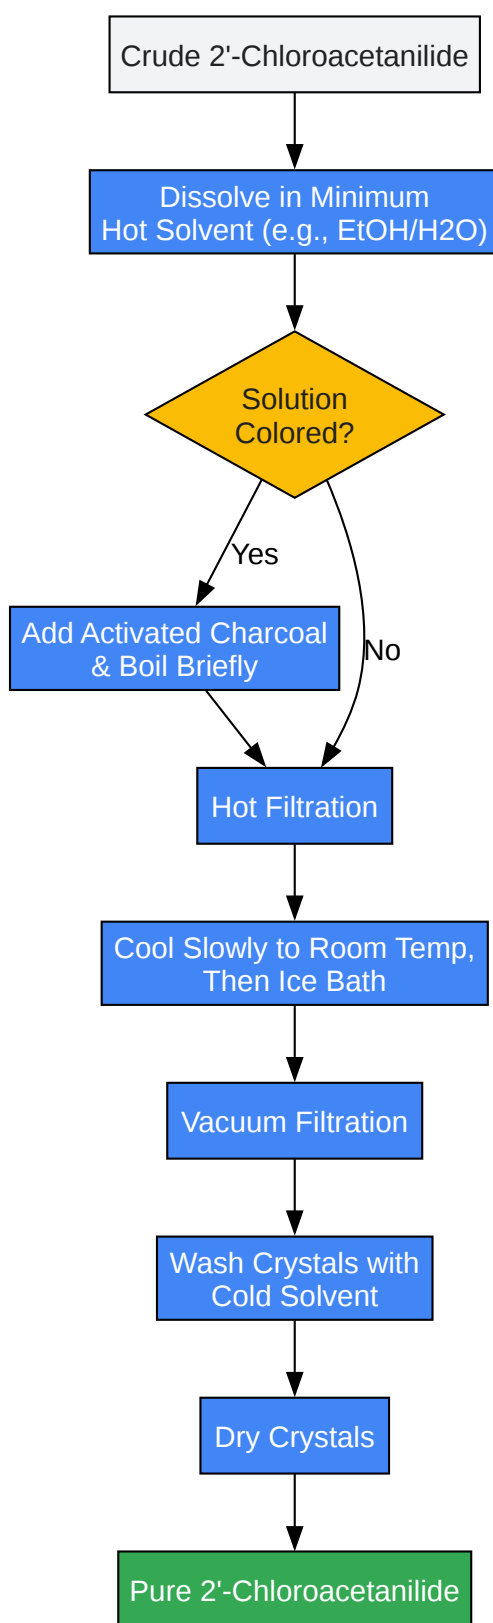 Crude 2'-Chloroacetanilide
Dissolve in Minimum
Hot Solvent (e.g., EtOH/H2O)
Solution
Colored?
Yes
Add Activated Charcoal
& Boil Briefly
No
Hot Filtration
Cool Slowly to Room Temp,
Then Ice Bath
Vacuum Filtration
Wash Crystals with
Cold Solvent
Dry Crystals
Pure 2'-Chloroacetanilide